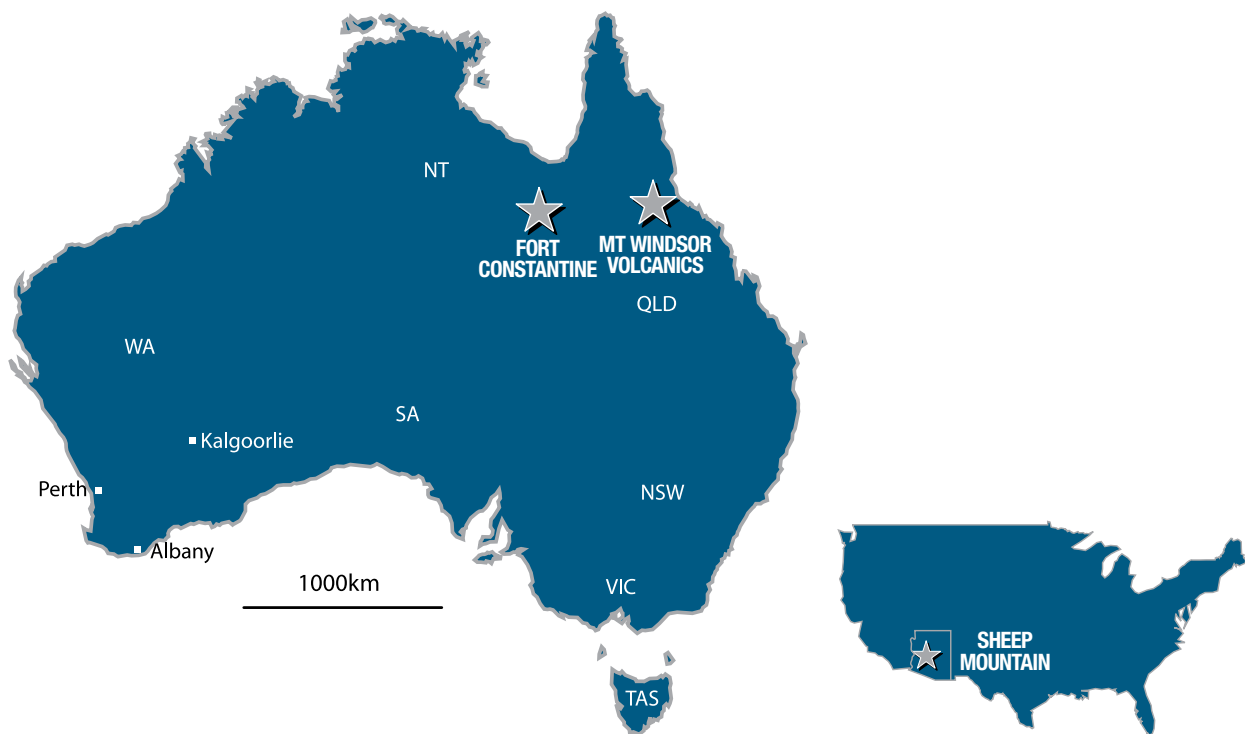 NT
FORT
CONSTANTINE
MT WINDSOR
VOLCANICS
QLD
WA
SA
Kalgoorlie
Perth
NSW
Albany
1000km
VIC
SHEEP
MOUNTAIN
TAS